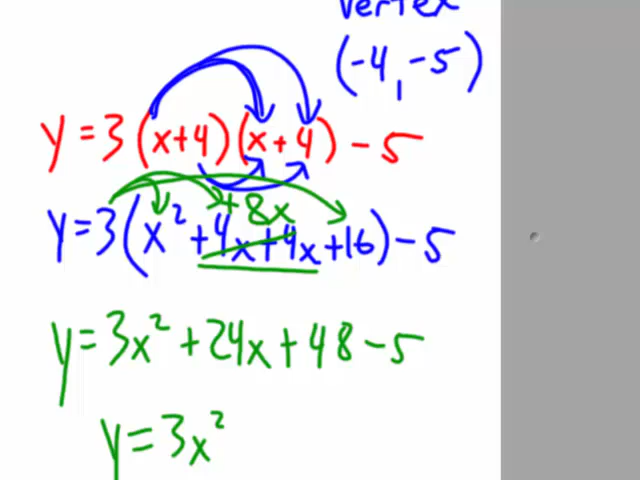 vertex
(-4, -5)
y = 3(x+4)(x+4) - 5
+8x
y = 3(x² + 4x + 4x + 16) - 5
y = 3x² + 24x + 48 - 5
y = 3x²